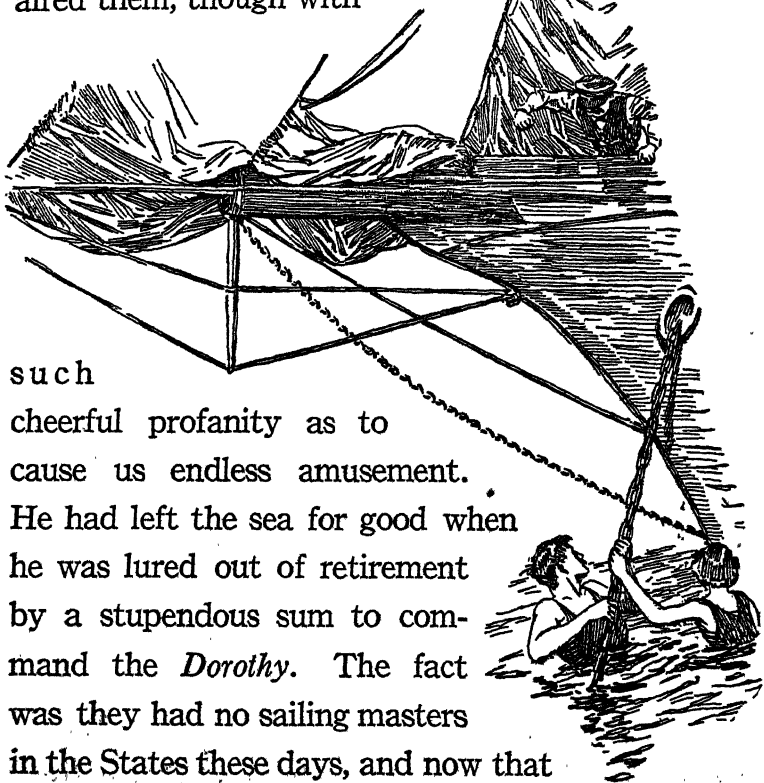 them, though with
such
cheerful profanity as to
cause us endless amusement.
He had left the sea for good when
he was lured out of retirement
by a stupendous sum to com-
mand the Dorothy. The fact
was they had no sailing masters
in the States these days, and now that